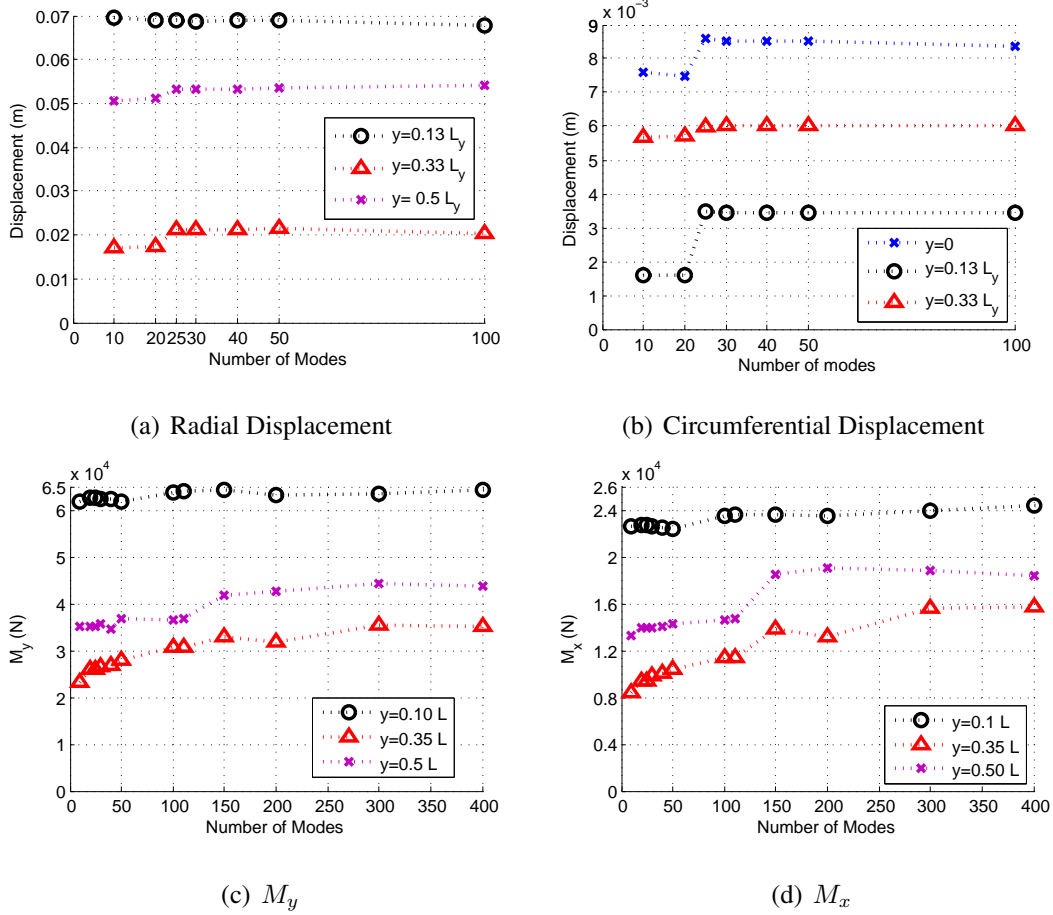 0.07
0.06
0.05
0.04
0.03
0.02
0.01
0
Displacement (m)
0 10 20 25 30 40 50 100
Number of Modes
y=0.13 L_y
y=0.33 L_y
y= 0.5 L_y
(a) Radial Displacement
x 10^-3
9
8
7
6
5
4
3
2
1
0
Displacement (m)
0 10 20 30 40 50 100
Number of modes
y=0
y=0.13 L_y
y=0.33 L_y
(b) Circumferential Displacement
x 10^4
6.5
6
4
3
2
1
0
M_y (N)
0 50 100 150 200 300 400
Number of Modes
y=0.10 L
y=0.35 L
y=0.5 L
(c) M_y
x 10^4
2.6
2.4
2
1.6
1.2
0.8
0.4
0
M_x (N)
0 50 100 150 200 300 400
Number of Modes
y=0.1 L
y=0.35 L
y=0.50 L
(d) M_x